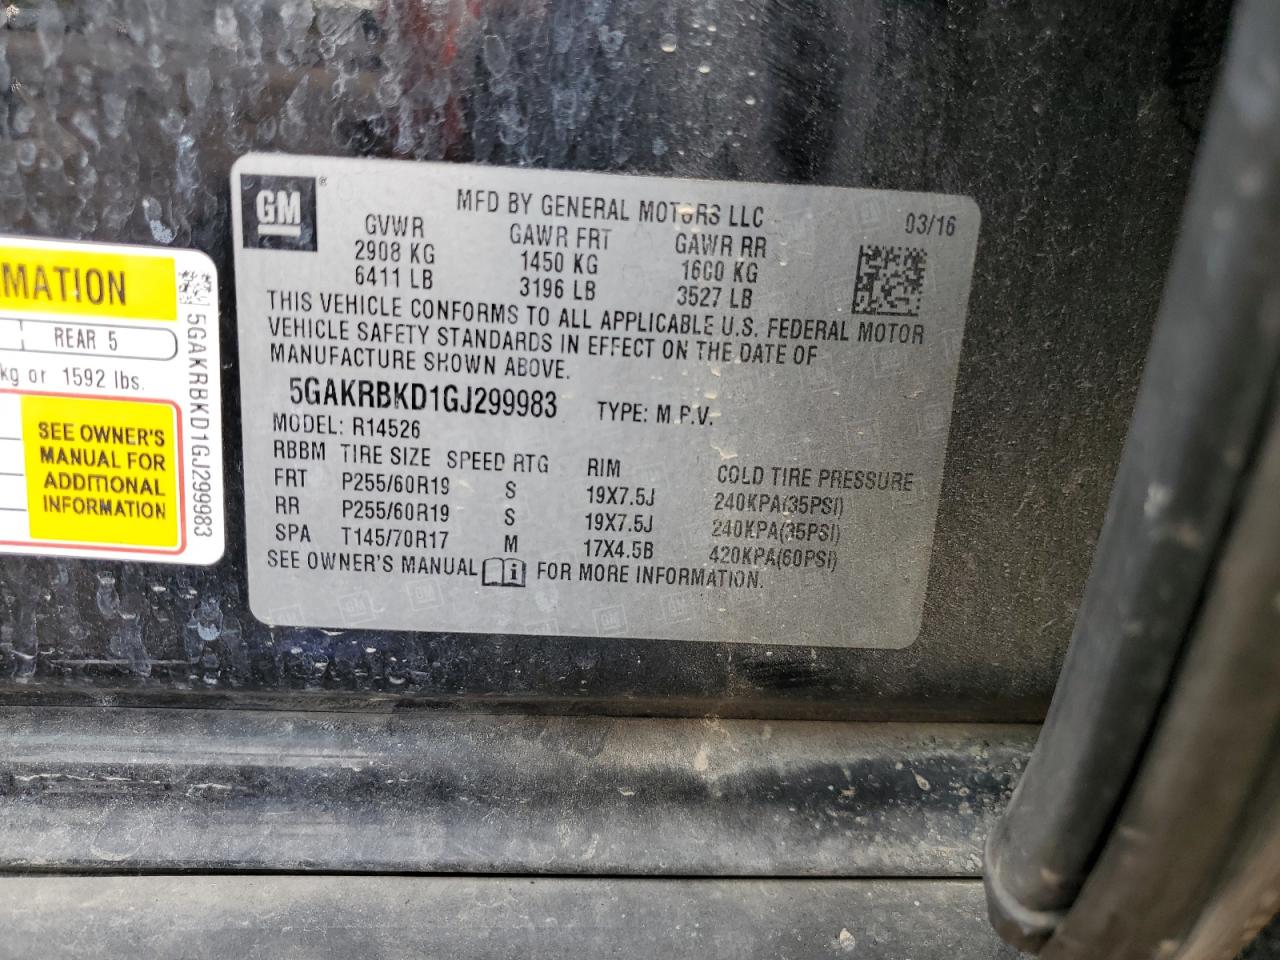 RMATION
REAR 5
kg or 1592 lbs.
SEE OWNER'S
MANUAL FOR
ADDITIONAL
INFORMATION
5GAKRBKD1GJ299983
GM ®
MFD BY GENERAL MOTORS LLC 03/16
GVWR GAWR FRT GAWR RR
2908 KG 1450 KG 1600 KG
6411 LB 3196 LB 3527 LB
THIS VEHICLE CONFORMS TO ALL APPLICABLE U.S. FEDERAL MOTOR
VEHICLE SAFETY STANDARDS IN EFFECT ON THE DATE OF
MANUFACTURE SHOWN ABOVE.
5GAKRBKD1GJ299983 TYPE: M.P.V.
MODEL: R14526
RBBM TIRE SIZE SPEED RTG RIM COLD TIRE PRESSURE
FRT P255/60R19 S 19X7.5J 240KPA(35PSI)
RR P255/60R19 S 19X7.5J 240KPA(35PSI)
SPA T145/70R17 M 17X4.5B 420KPA(60PSI)
SEE OWNER'S MANUAL FOR MORE INFORMATION.